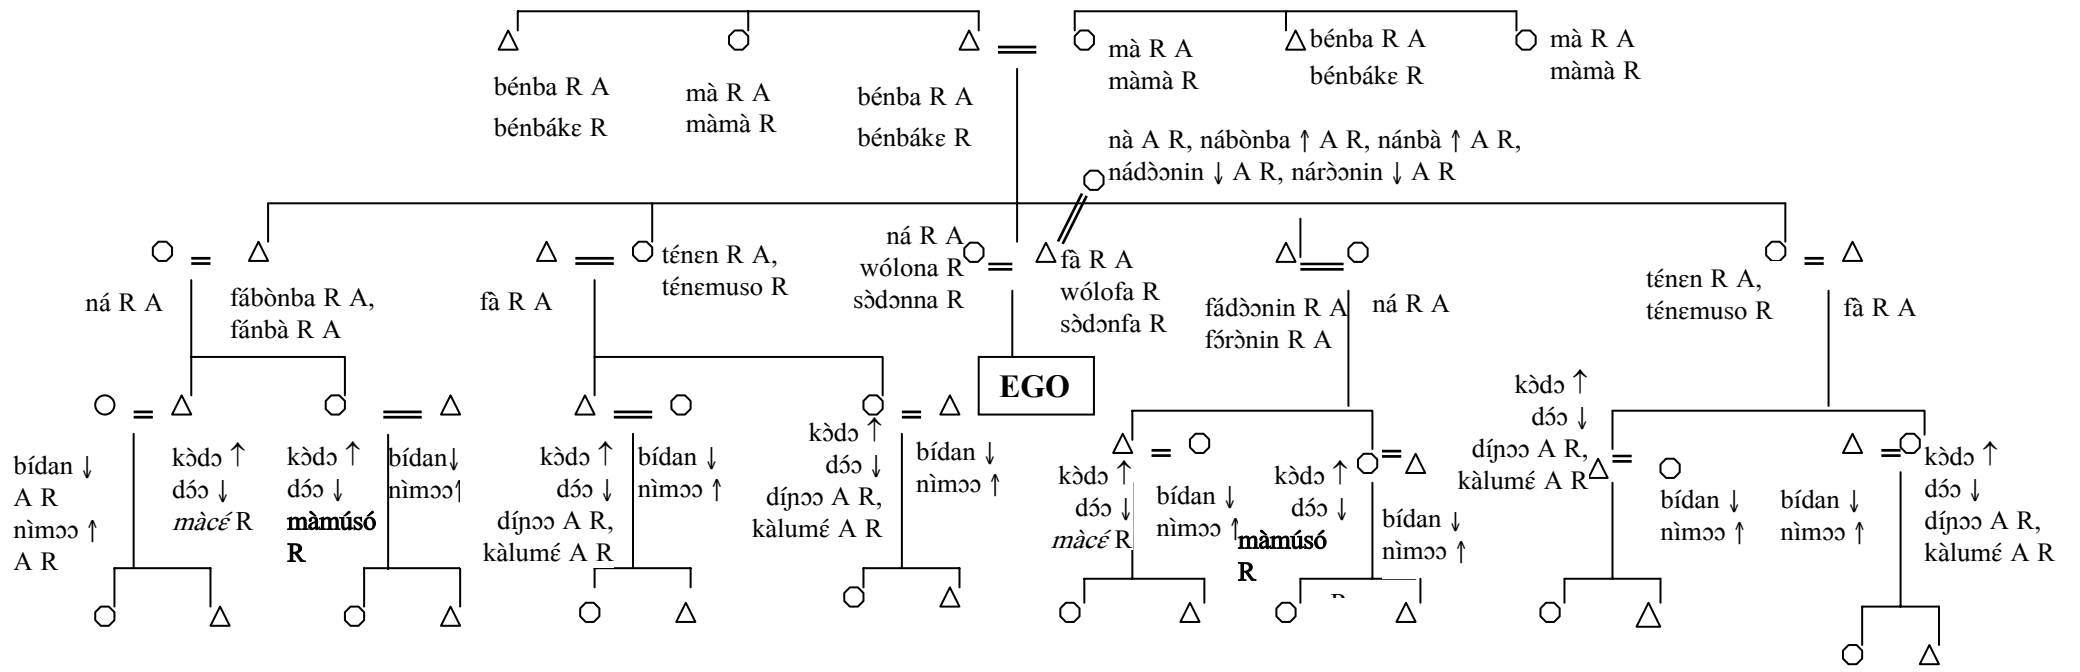 bénba R A
bénbákɛ R
mà R A
màmà R
bénba R A
bénbákɛ R
mà R A
màmà R
bénba R A
bénbákɛ R
mà R A
màmà R
nà A R, nábònba ↑ A R, nánbà ↑ A R,
nádɔ̀ɔnin ↓ A R, nárɔ̀ɔnin ↓ A R
ná R A
fábònba R A,
fánbà R A
fà R A
ténɛn R A,
ténɛmuso R
ná R A
wólona R
sɔ̀dɔnna R
fà R A
wólofa R
sɔ̀dɔnfa R
fádɔ̀ɔnin R A
fɔ́rɔ̀nin R A
ná R A
ténɛn R A,
ténɛmuso R
fà R A
EGO
bídan ↓
A R
nìmɔɔ ↑
A R
kɔ̀dɔ ↑
dɔ́ɔ ↓
màcɛ́ R
kɔ̀dɔ ↑
dɔ́ɔ ↓
màmúsó
R
bídan↓
nìmɔɔ↑
kɔ̀dɔ ↑
dɔ́ɔ ↓
díɲɔɔ A R,
kàlumɛ́ A R
bídan ↓
nìmɔɔ ↑
kɔ̀dɔ ↑
dɔ́ɔ ↓
díɲɔɔ A R,
kàlumɛ́ A R
bídan ↓
nìmɔɔ ↑
kɔ̀dɔ ↑
dɔ́ɔ ↓
màcɛ́ R
bídan ↓
nìmɔɔ ↑
kɔ̀dɔ ↑
dɔ́ɔ ↓
màmúsó
R
bídan ↓
nìmɔɔ ↑
kɔ̀dɔ ↑
dɔ́ɔ ↓
díɲɔɔ A R,
kàlumɛ́ A R
bídan ↓
nìmɔɔ ↑
bídan ↓
nìmɔɔ ↑
kɔ̀dɔ ↑
dɔ́ɔ ↓
díɲɔɔ A R,
kàlumɛ́ A R